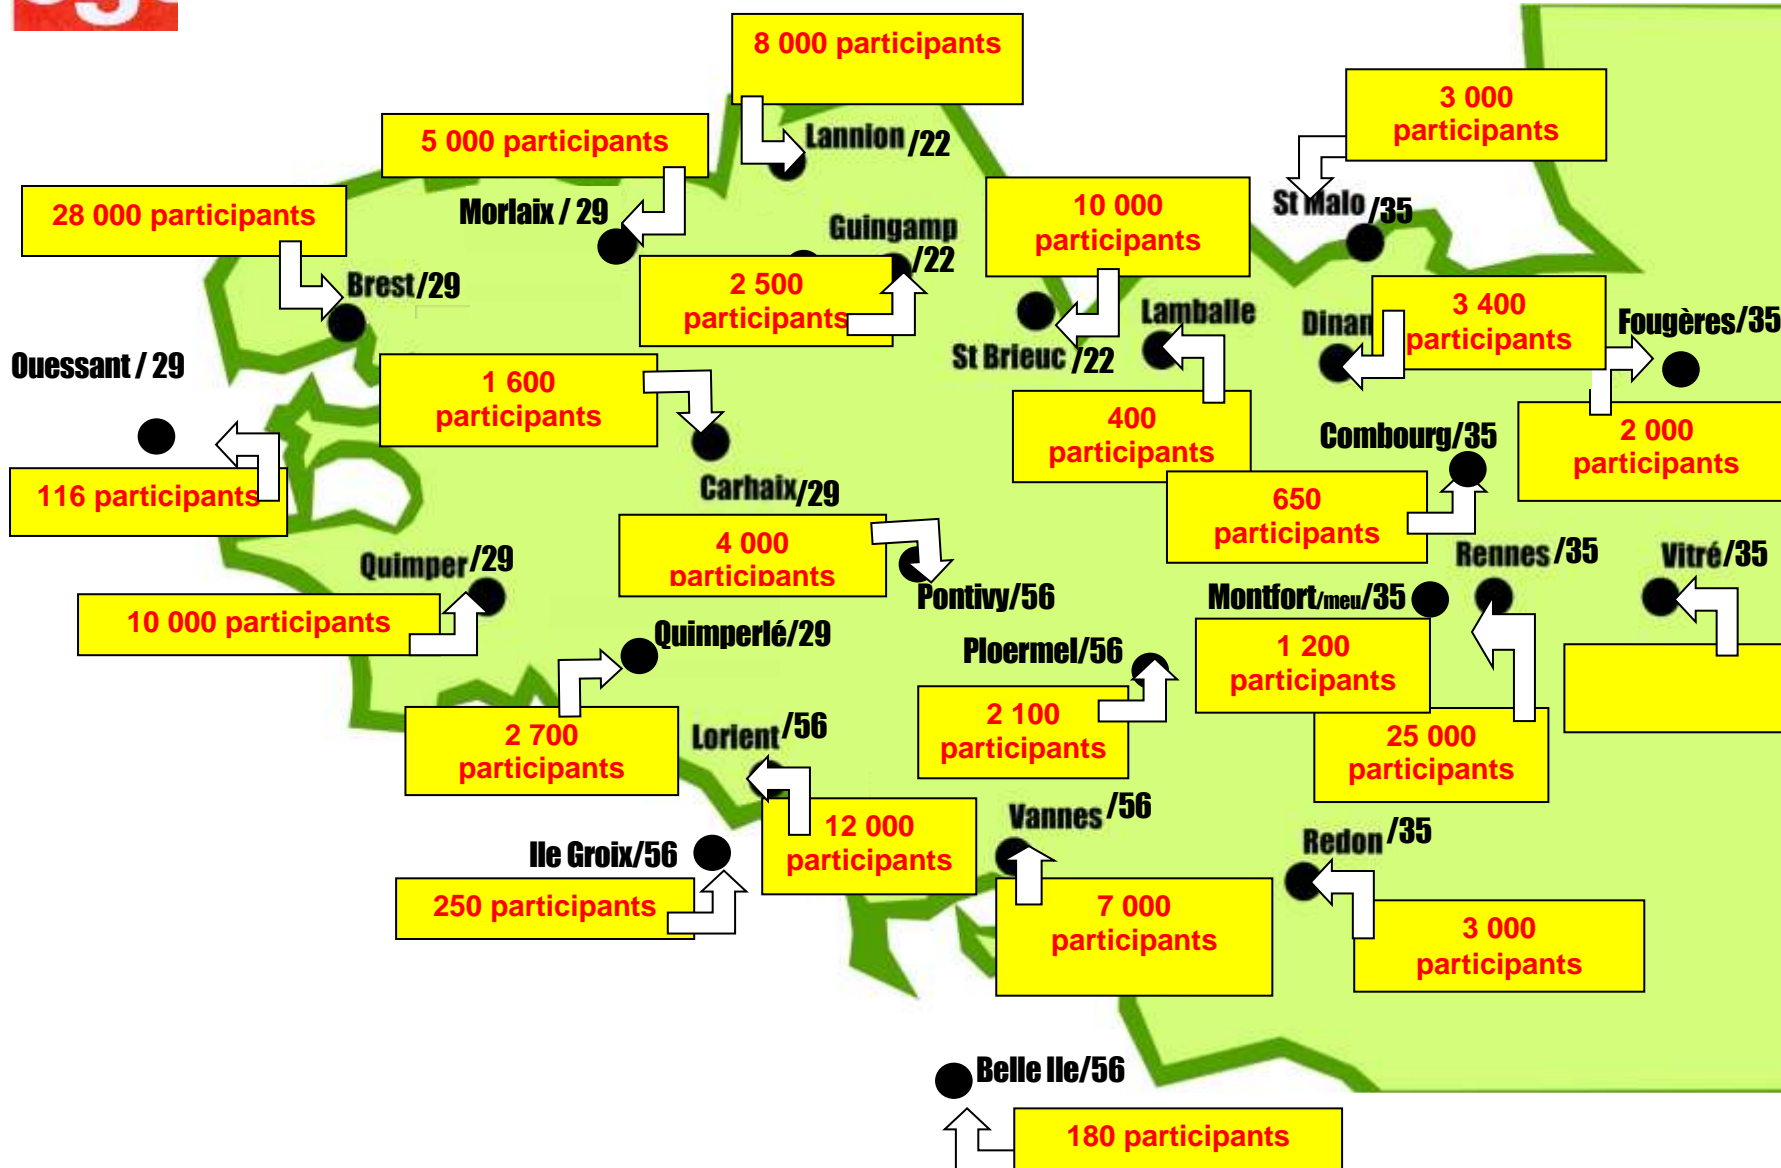 8 000 participants
3 000
participants
5 000 participants
Lannion /22
28 000 participants
Morlaix / 29
Guingamp
/22
10 000
participants
St Malo /35
Brest/29
2 500
participants
Lamballe
Dinan
3 400
participants
Fougères/35
Ouessant / 29
St Brieuc /22
1 600
participants
400
participants
Combourg/35
2 000
participants
116 participants
Carhaix/29
650
participants
4 000
participants
Quimper /29
Rennes /35
Vitré/35
Pontivy/56
Montfort/meu/35
10 000 participants
Quimperlé/29
Ploermel/56
1 200
participants
2 700
participants
Lorient /56
2 100
participants
25 000
participants
12 000
participants
Vannes /56
Redon /35
Ile Groix/56
250 participants
7 000
participants
3 000
participants
Belle Ile/56
180 participants